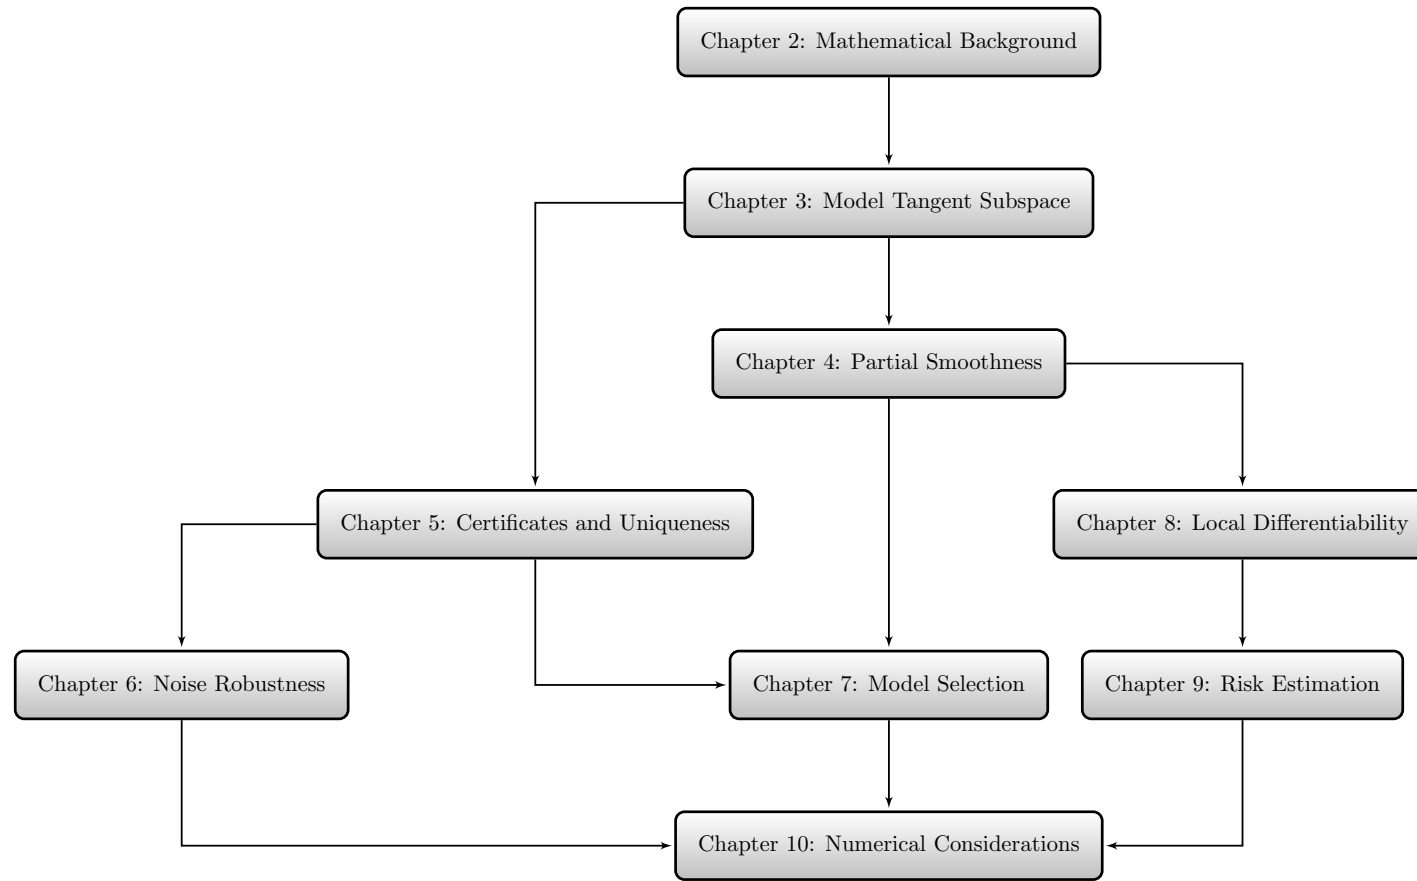 Chapter 2: Mathematical Background
Chapter 3: Model Tangent Subspace
Chapter 4: Partial Smoothness
Chapter 5: Certificates and Uniqueness
Chapter 8: Local Differentiability
Chapter 6: Noise Robustness
Chapter 7: Model Selection
Chapter 9: Risk Estimation
Chapter 10: Numerical Considerations